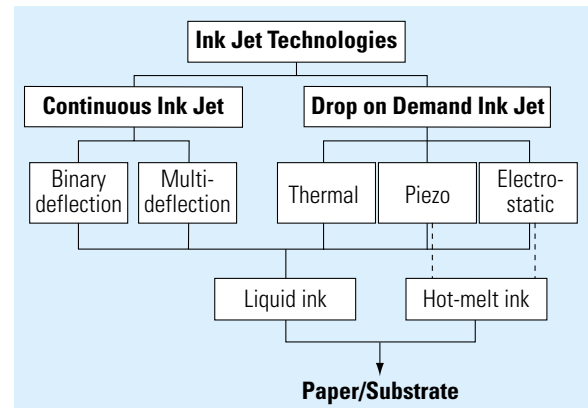 Ink Jet Technologies
Continuous Ink Jet
Drop on Demand Ink Jet
Binary
deflection
Multi-
deflection
Thermal
Piezo
Electro-
static
Liquid ink
Hot-melt ink
Paper/Substrate